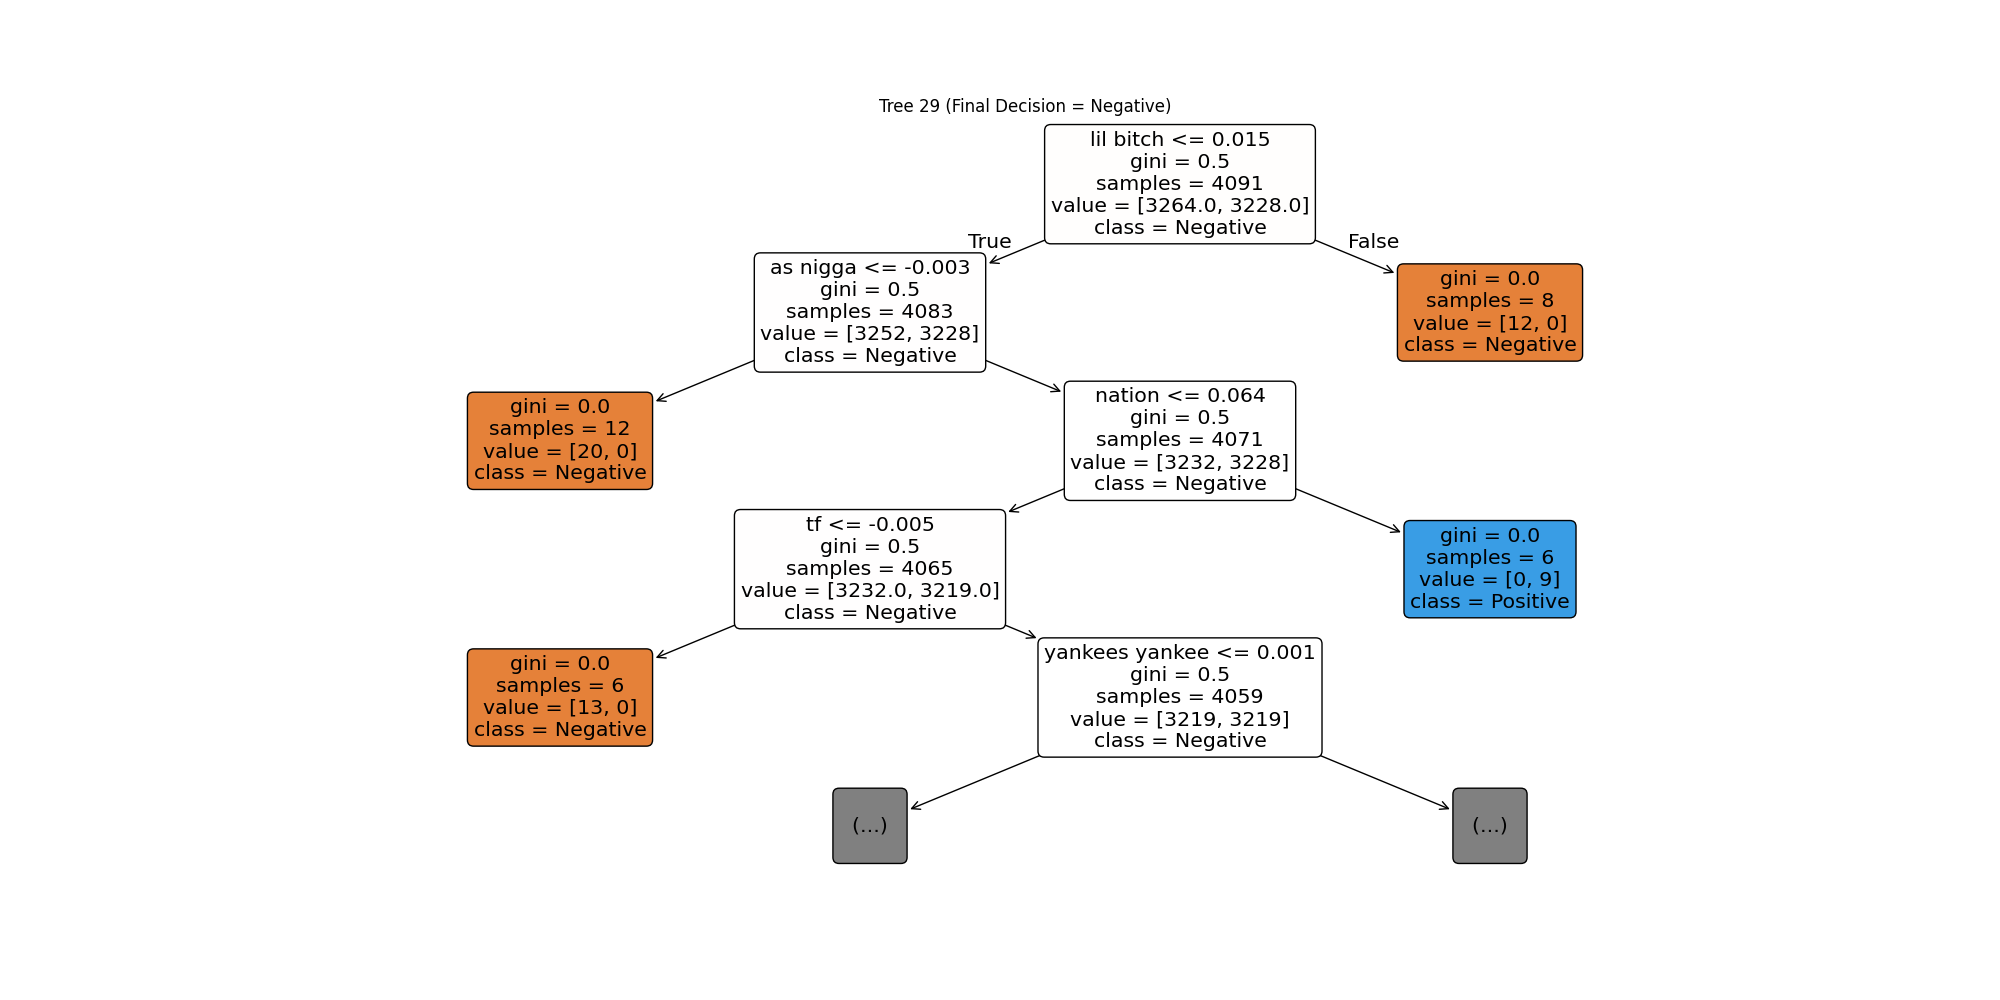 Tree 29 (Final Decision = Negative)
lil bitch <= 0.015
gini = 0.5
samples = 4091
value = [3264.0, 3228.0]
class = Negative
True
False
as nigga <= -0.003
gini = 0.5
samples = 4083
value = [3252, 3228]
class = Negative
gini = 0.0
samples = 8
value = [12, 0]
class = Negative
gini = 0.0
samples = 12
value = [20, 0]
class = Negative
nation <= 0.064
gini = 0.5
samples = 4071
value = [3232, 3228]
class = Negative
tf <= -0.005
gini = 0.5
samples = 4065
value = [3232.0, 3219.0]
class = Negative
gini = 0.0
samples = 6
value = [0, 9]
class = Positive
gini = 0.0
samples = 6
value = [13, 0]
class = Negative
yankees yankee <= 0.001
gini = 0.5
samples = 4059
value = [3219, 3219]
class = Negative
(...)
(...)